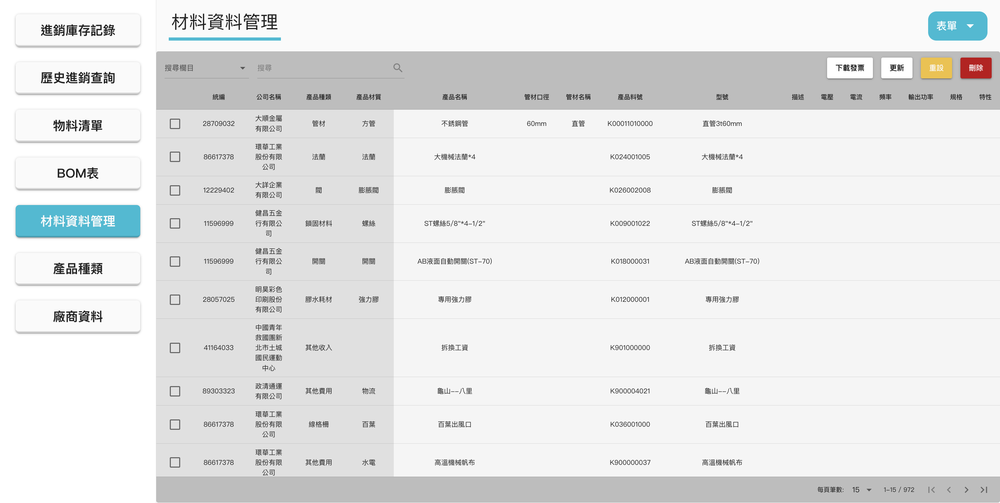 進銷庫存記錄
歷史進銷查詢
物料清單
BOM表
材料資料管理
產品種類
廠商資料
材料資料管理
表單
搜尋欄目
搜尋
下載發票 更新 重設 刪除
統編 公司名稱 產品種類 產品材質 產品名稱 管材口徑 管材名稱 產品料號 型號 描述 電壓 電流 頻率 輸出功率 規格 特性
大順金屬
有限公司
28709032 管材 方管 不銹鋼管 60mm 直管 K00011010000 直管3t60mm
環華工業
股份有限
公司
86617378 法蘭 法蘭 大機械法蘭*4 K024001005 大機械法蘭*4
大詳企業
有限公司
12229402 閥 膨脹閥 膨脹閥 K026002008 膨脹閥
健昌五金
行有限公
司
11596999 鎖固材料 螺絲 ST螺絲5/8"*4-1/2" K009001022 ST螺絲5/8"*4-1/2"
健昌五金
行有限公
司
11596999 開關 開關 AB液面自動開關(ST-70) K018000031 AB液面自動開關(ST-70)
明昊彩色
印刷股份
有限公司
28057025 膠水耗材 強力膠 專用強力膠 K012000001 專用強力膠
中國青年
救國團新
北市土城
國民運動
中心
41164033 其他收入 拆換工資 K901000000 拆換工資
政清通運
有限公司
89303323 其他費用 物流 龜山--八里 K900004021 龜山--八里
環華工業
股份有限
公司
86617378 線格柵 百葉 百葉出風口 K036001000 百葉出風口
環華工業
股份有限
公司
86617378 其他費用 水電 高溫機械帆布 K900000037 高溫機械帆布
每頁筆數: 15 1-15 / 972